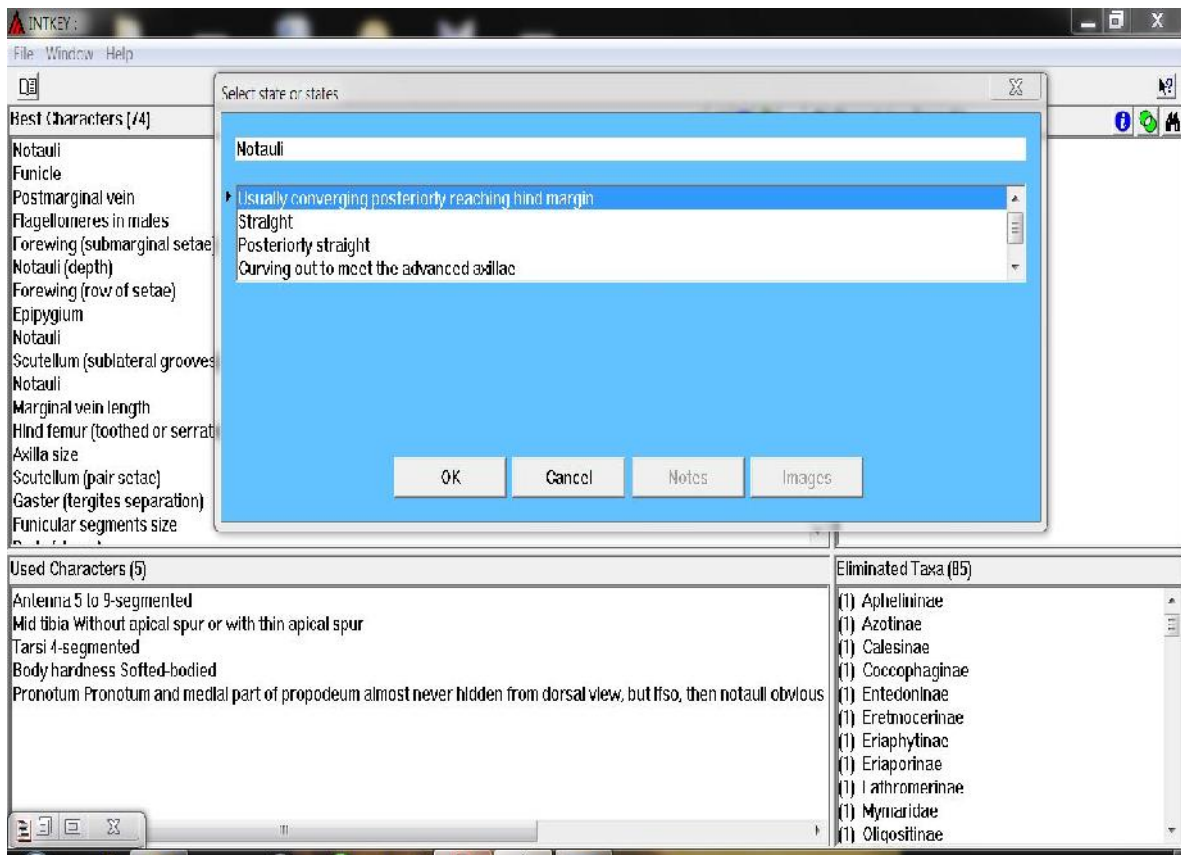 INTKEY :
File Window Help
Select state or states
Best Characters (74)
Notauli
Funicle
Postmarginal vein
Flagellomeres in males
Forewing (submarginal setae)
Notauli (depth)
Forewing (row of setae)
Epipygium
Notauli
Scutellum (sublateral grooves
Notauli
Marginal vein length
Hind femur (toothed or serrat
Axilla size
Scutellum (pair setae)
Gaster (tergites separation)
Funicular segments size
Notauli
Usually converging posteriorly reaching hind margin
Straight
Posteriorly straight
Curving out to meet the advanced axillae
OK
Cancel
Notes
Images
Used Characters (5)
Antenna 5 to 9-segmented
Mid tibia Without apical spur or with thin apical spur
Tarsi 4-segmented
Body hardness Softed-bodied
Pronotum Pronotum and medial part of propodeum almost never hidden from dorsal view, but ifso, then notauli obvious
Eliminated Taxa (85)
(1) Aphelininae
(1) Azotinae
(1) Calesinae
(1) Coccophaginae
(1) Entedoninae
(1) Eretmocerinae
(1) Eriaphytinae
(1) Eriaporinae
(1) Lathromerinae
(1) Mymaridae
(1) Oligositinae